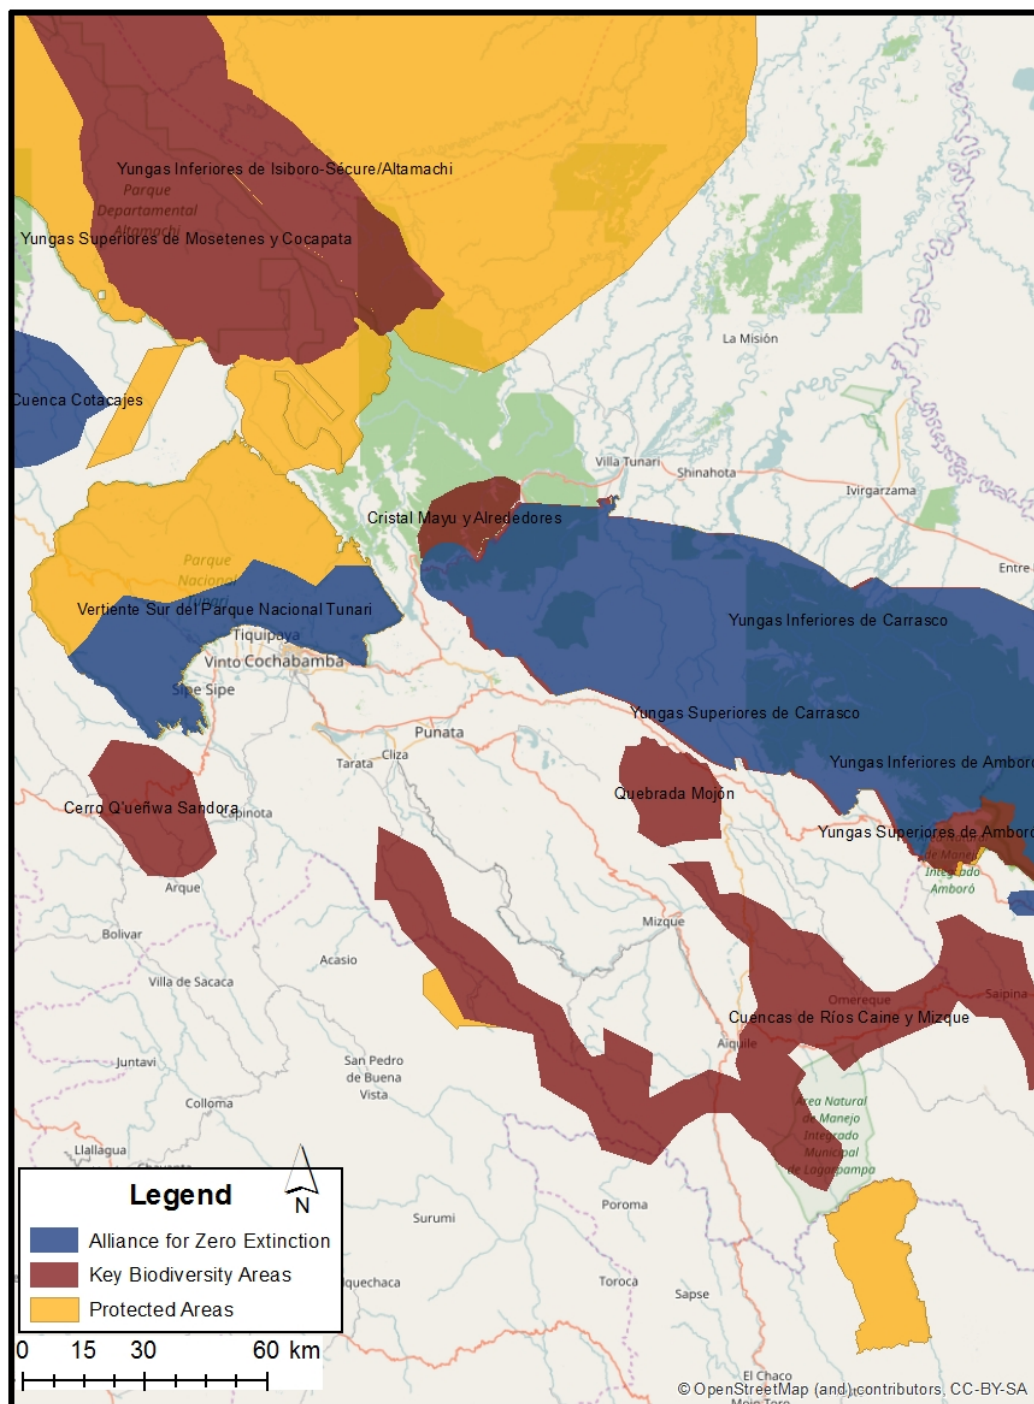 Yungas Inferiores de Isiboro-Sécure/Altamachi
Parque
Departamental
Altamachi
Yungas Superiores de Mosetenes y Cocapata
La Misión
Cuenca Cotacajes
Villa Tunari
Shinahota
Ivirgarzama
Cristal Mayu y Alrededores
Entre
Parque
Nacional
Tunari
Vertiente Sur del Parque Nacional Tunari
Yungas Inferiores de Carrasco
Tiquipaya
Vinto Cochabamba
Sipe Sipe
Yungas Superiores de Carrasco
Punata
Cliza
Tarata
Yungas Inferiores de Amboró
Quebrada Mojón
Cerro Q'ueñwa Sandora
Capinota
Yungas Superiores de Amboró
de Manejo
Integrado
Amboró
Arque
Mizque
Bolivar
Acasio
Villa de Sacaca
Omereque
Saipina
Cuencas de Ríos Caine y Mizque
Aiquile
Juntavi
San Pedro
de Buena
Vista
Colloma
Área Natural
de Manejo
Integrado
Municipal
de Lagarpampa
Llallagua
Legend
N
Alliance for Zero Extinction
Key Biodiversity Areas
Protected Areas
Surumi
Poroma
Toroca
Sapse
0 15 30 60 km
El Chaco
© OpenStreetMap (and) contributors, CC-BY-SA